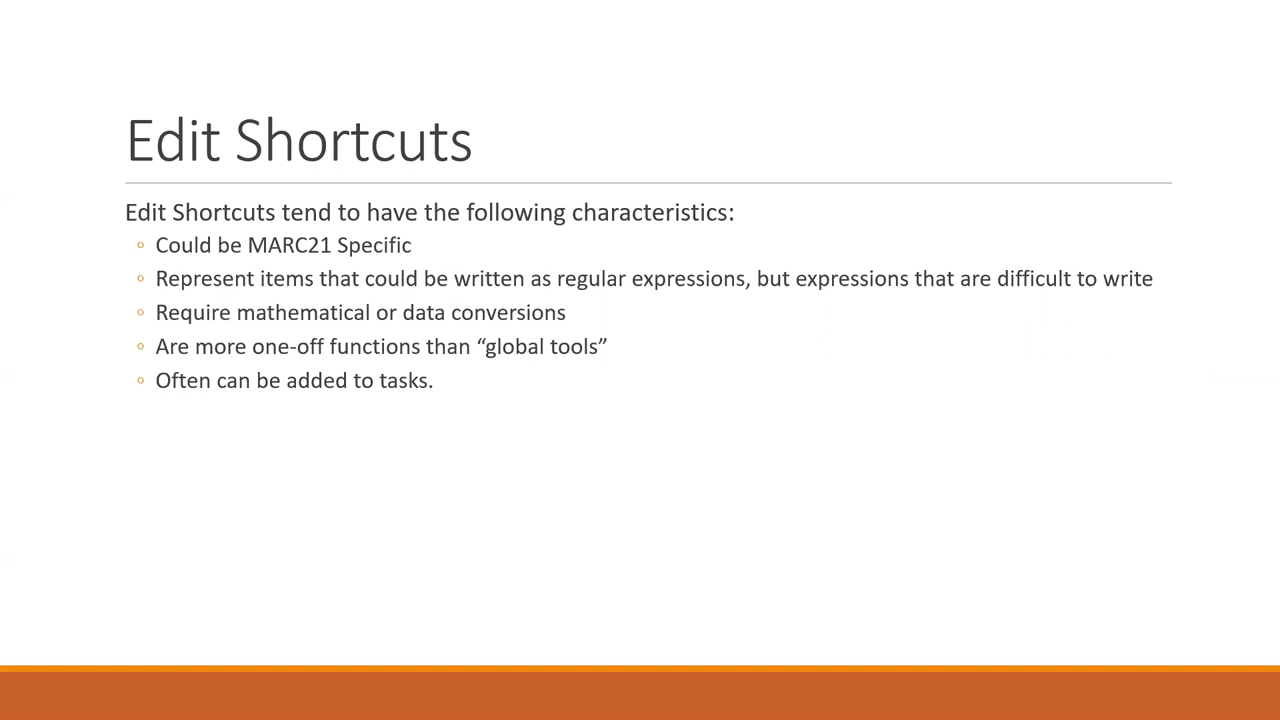 Edit Shortcuts
Edit Shortcuts tend to have the following characteristics:
◦ Could be MARC21 Specific
◦ Represent items that could be written as regular expressions, but expressions that are difficult to write
◦ Require mathematical or data conversions
◦ Are more one-off functions than “global tools”
◦ Often can be added to tasks.